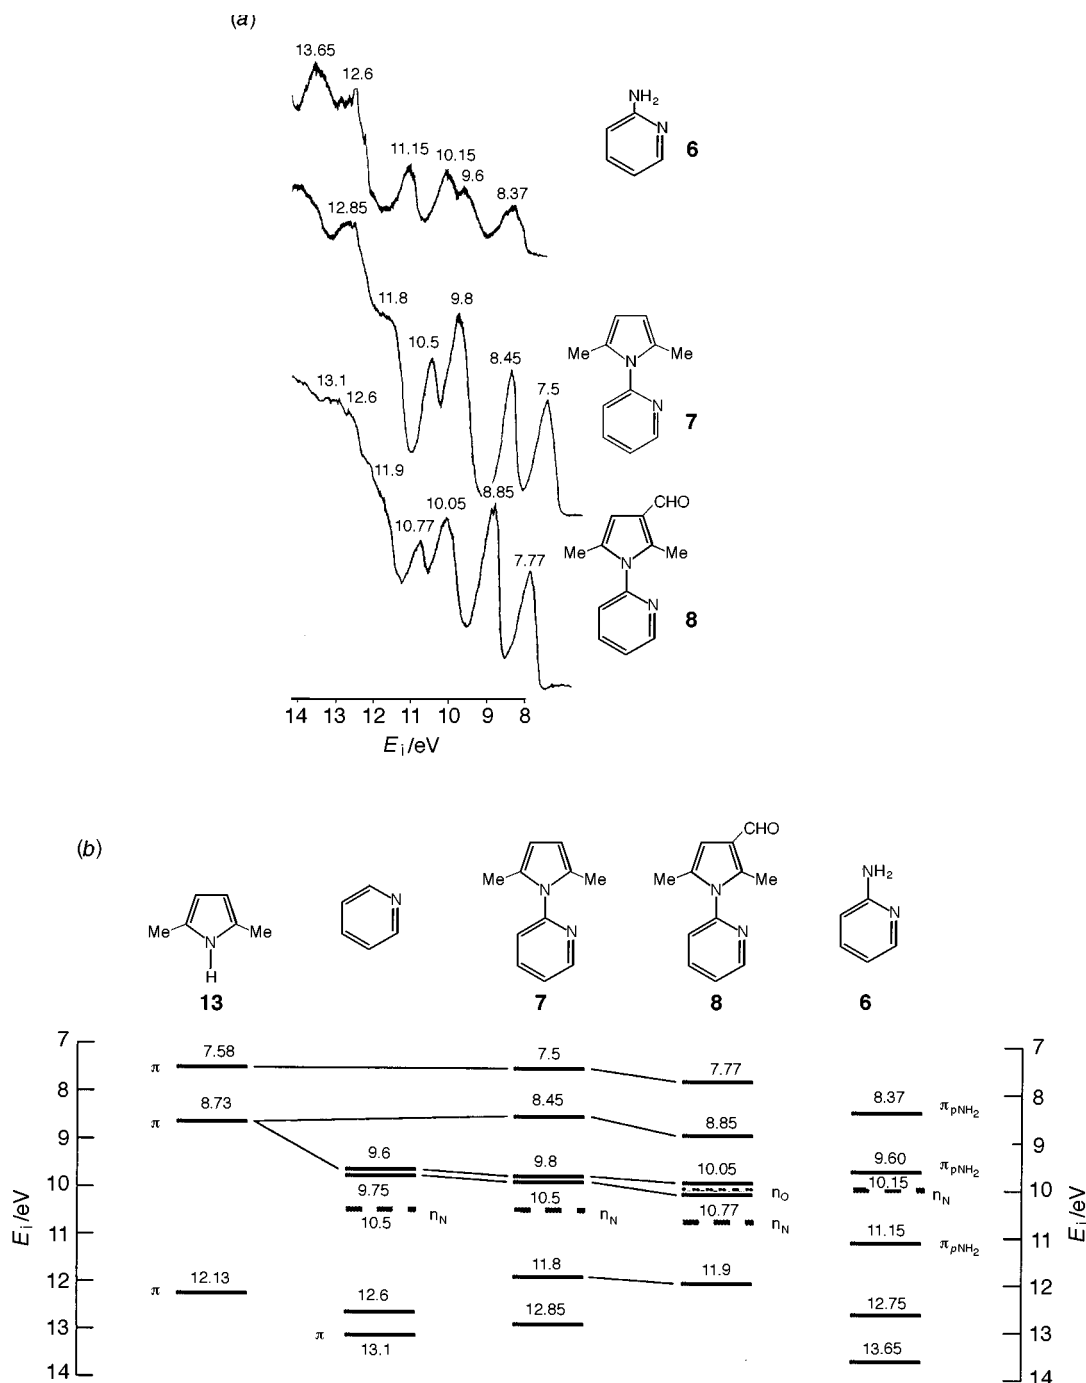 (a)
13.65
12.6
11.15
10.15
9.6
8.37
NH2
N
6
12.85
11.8
10.5
9.8
8.45
7.5
Me N Me
N
7
13.1
12.6
11.9
10.77
10.05
8.85
7.77
CHO
Me N Me
N
8
14 13 12 11 10 9 8
Ei/eV
(b)
Me N Me
H
13
N
Me N Me
N
7
CHO
Me N Me
N
8
NH2
N
6
7
8
9
10
11
12
13
14
Ei/eV
π 7.58
π 8.73
π 12.13
9.6
9.75
10.5 nN
12.6
π 13.1
7.5
8.45
9.8
10.5 nN
11.8
12.85
7.77
8.85
10.05
nO
10.77 nN
11.9
8.37 πpNH2
9.60 πpNH2
10.15 nN
11.15 πpNH2
12.75
13.65
7
8
9
10
11
12
13
14
Ei/eV